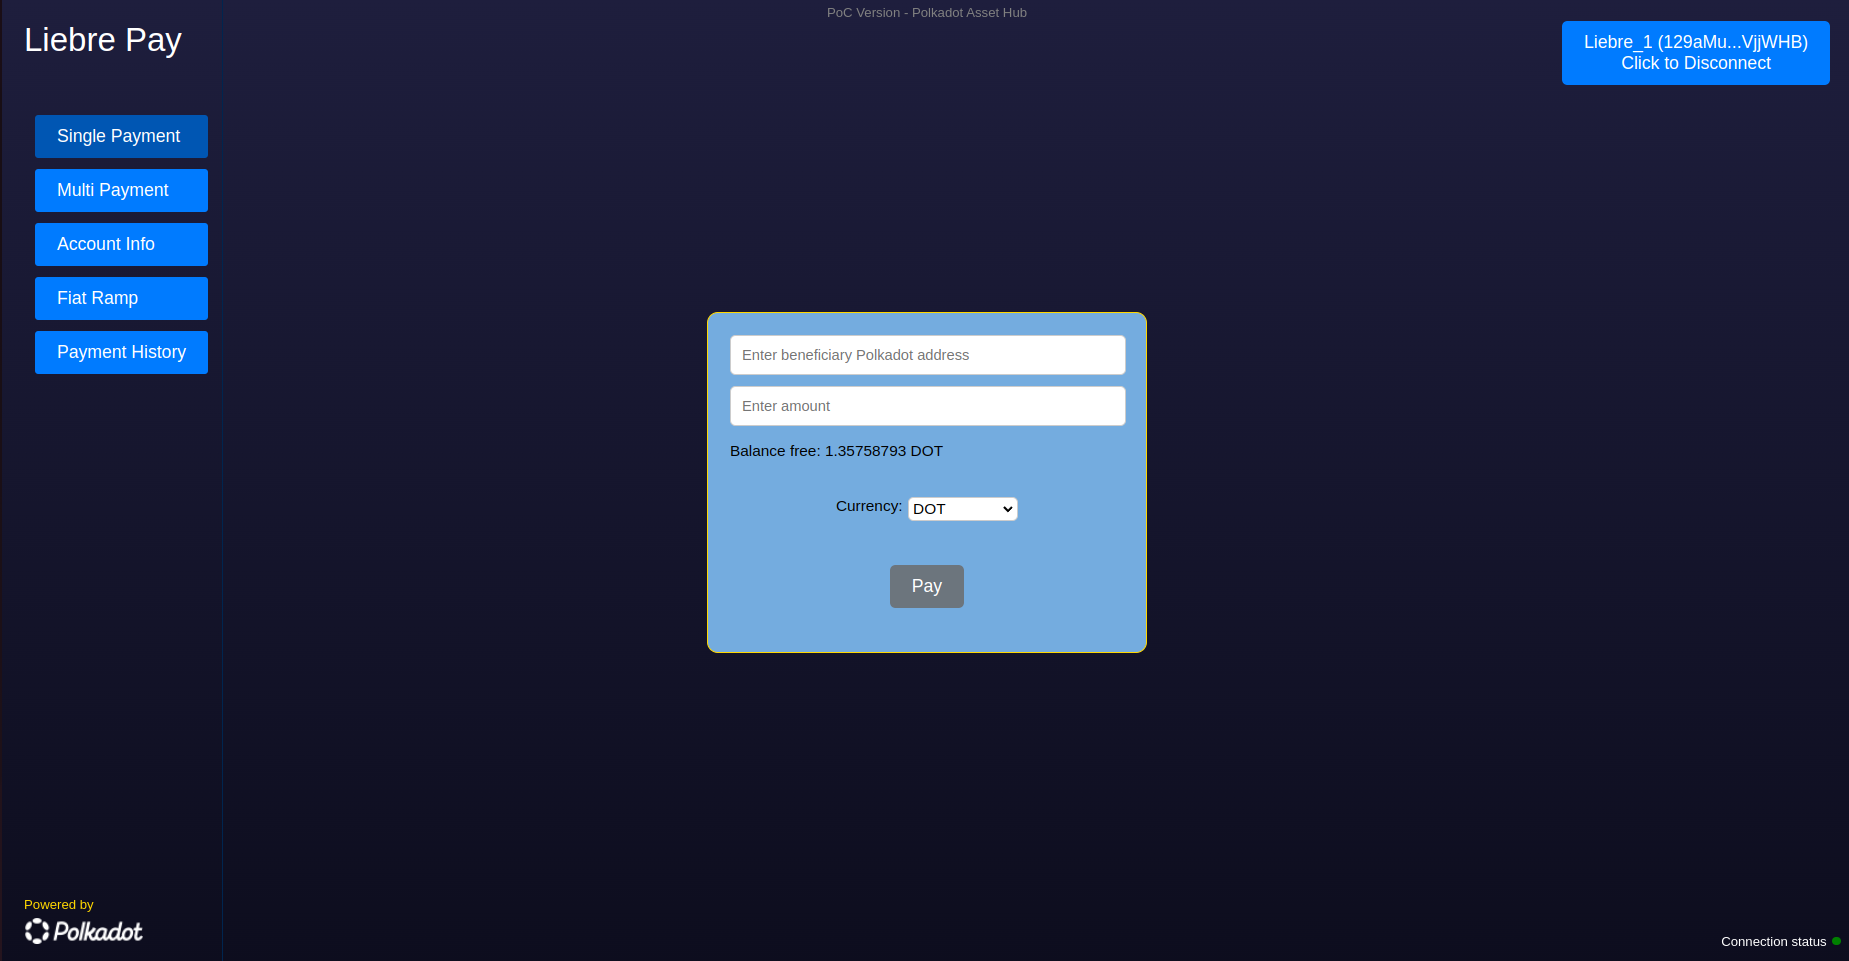 PoC Version - Polkadot Asset Hub
Liebre Pay
Liebre_1 (129aMu...VjjWHB)
Click to Disconnect
Single Payment
Multi Payment
Account Info
Fiat Ramp
Payment History
Enter beneficiary Polkadot address
Enter amount
Balance free: 1.35758793 DOT
Currency: DOT
Pay
Powered by
Polkadot
Connection status